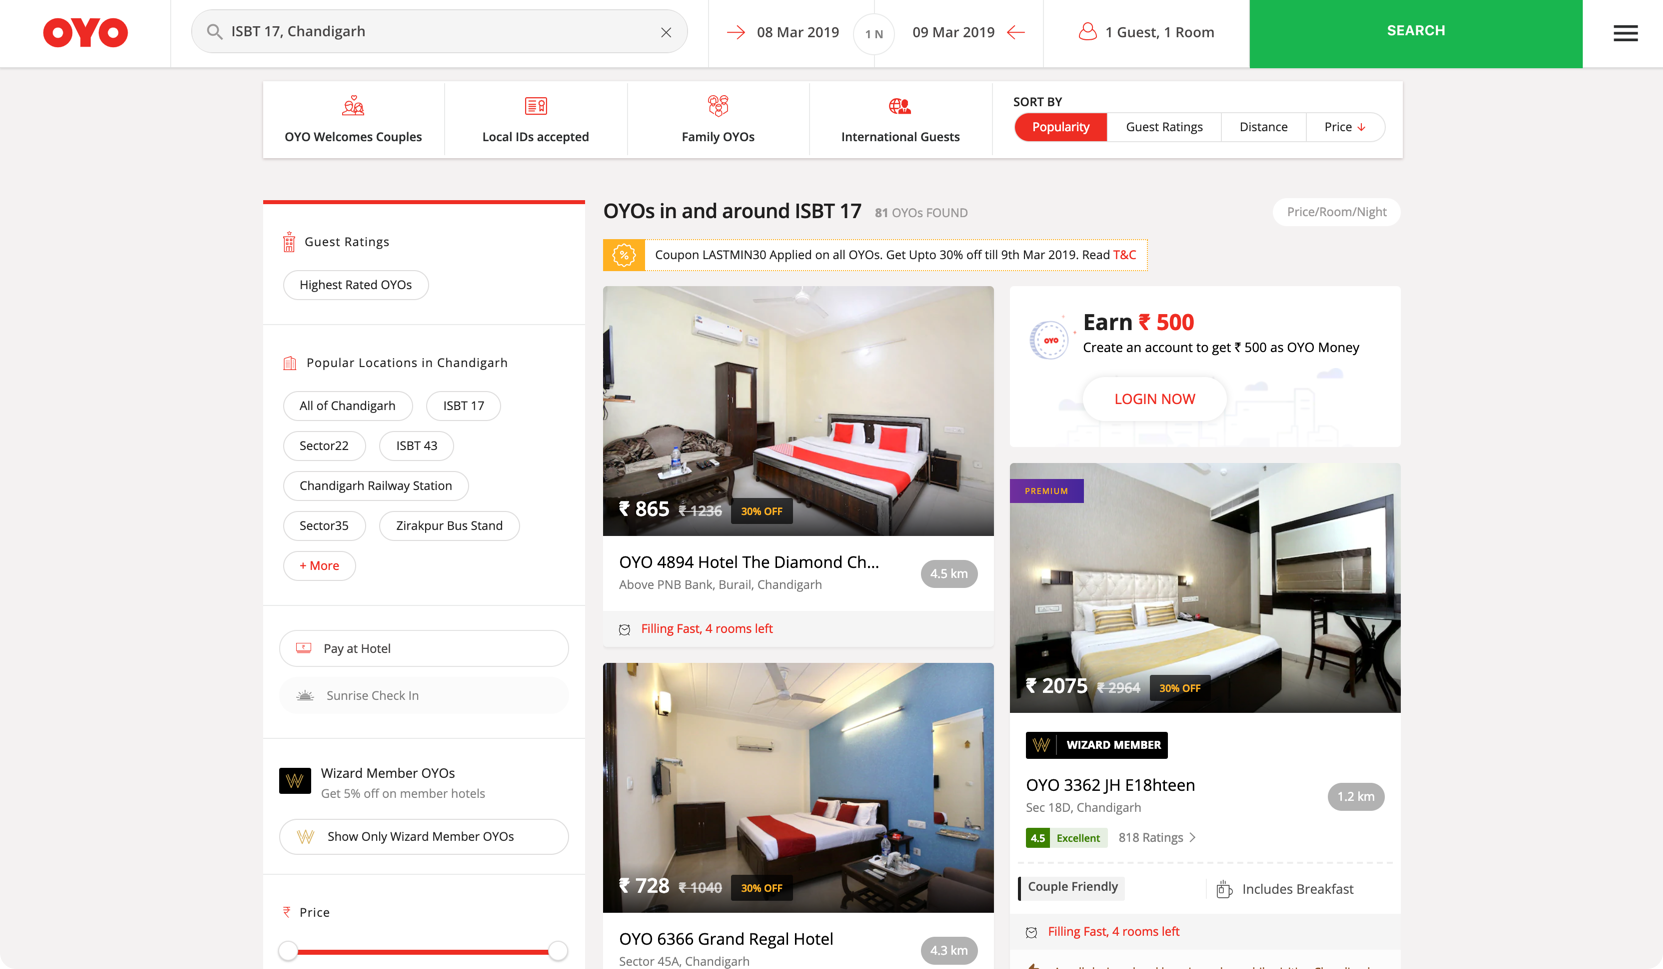 OYO
ISBT 17, Chandigarh
08 Mar 2019
1 N
09 Mar 2019
1 Guest, 1 Room
SEARCH
OYO Welcomes Couples
Local IDs accepted
Family OYOs
International Guests
SORT BY
Popularity
Guest Ratings
Distance
Price
Guest Ratings
Highest Rated OYOs
Popular Locations in Chandigarh
All of Chandigarh
ISBT 17
Sector22
ISBT 43
Chandigarh Railway Station
Sector35
Zirakpur Bus Stand
+ More
Pay at Hotel
Sunrise Check In
Wizard Member OYOs
Get 5% off on member hotels
Show Only Wizard Member OYOs
₹ Price
OYOs in and around ISBT 17
81 OYOs FOUND
Price/Room/Night
Coupon LASTMIN30 Applied on all OYOs. Get Upto 30% off till 9th Mar 2019. Read T&C
₹ 865 ₹ 1236 30% OFF
OYO 4894 Hotel The Diamond Ch...
Above PNB Bank, Burail, Chandigarh
4.5 km
Filling Fast, 4 rooms left
₹ 728 ₹ 1040 30% OFF
OYO 6366 Grand Regal Hotel
Sector 45A, Chandigarh
4.3 km
OYO
Earn ₹ 500
Create an account to get ₹ 500 as OYO Money
LOGIN NOW
PREMIUM
₹ 2075 ₹ 2964 30% OFF
W WIZARD MEMBER
OYO 3362 JH E18hteen
Sec 18D, Chandigarh
1.2 km
4.5 Excellent 818 Ratings
Couple Friendly
Includes Breakfast
Filling Fast, 4 rooms left